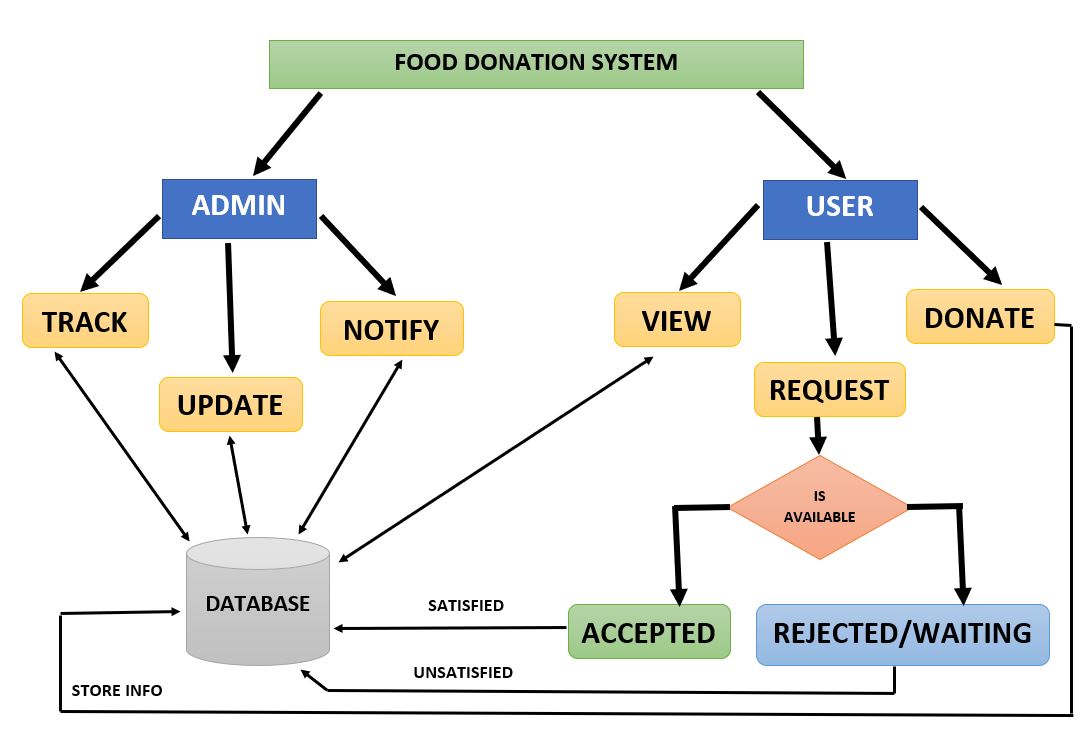 FOOD DONATION SYSTEM
ADMIN
USER
TRACK
NOTIFY
VIEW
DONATE
UPDATE
REQUEST
IS
AVAILABLE
DATABASE
SATISFIED
ACCEPTED
REJECTED/WAITING
UNSATISFIED
STORE INFO